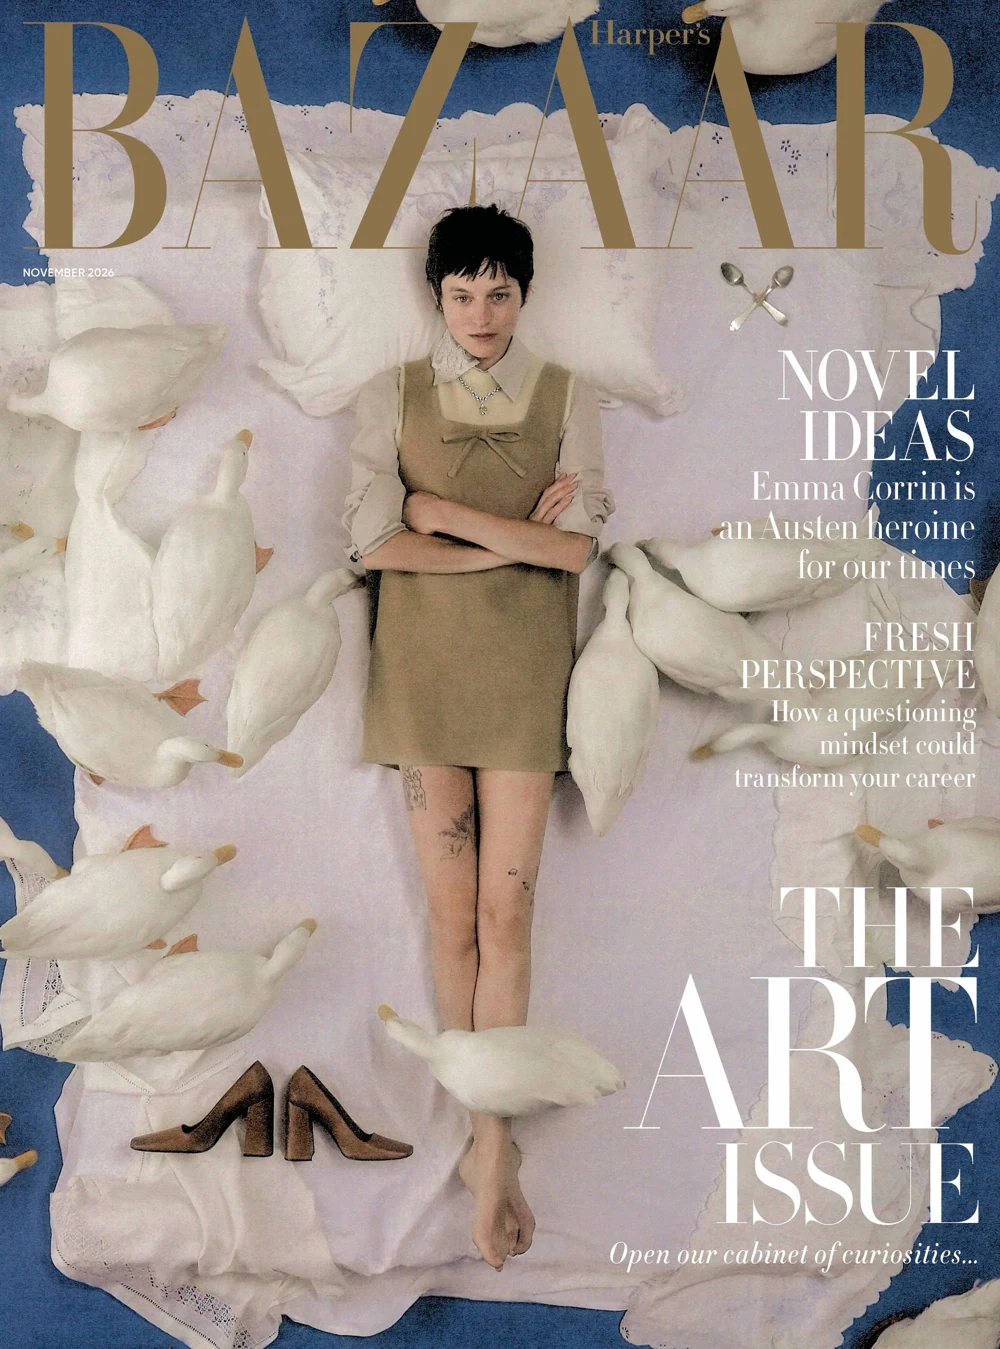 Harper's
BAZAAR
NOVEMBER 2026
NOVEL
IDEAS
Emma Corrin is
an Austen heroine
for our times
FRESH
PERSPECTIVE
How a questioning
mindset could
transform your career
THE
ART
ISSUE
Open our cabinet of curiosities...